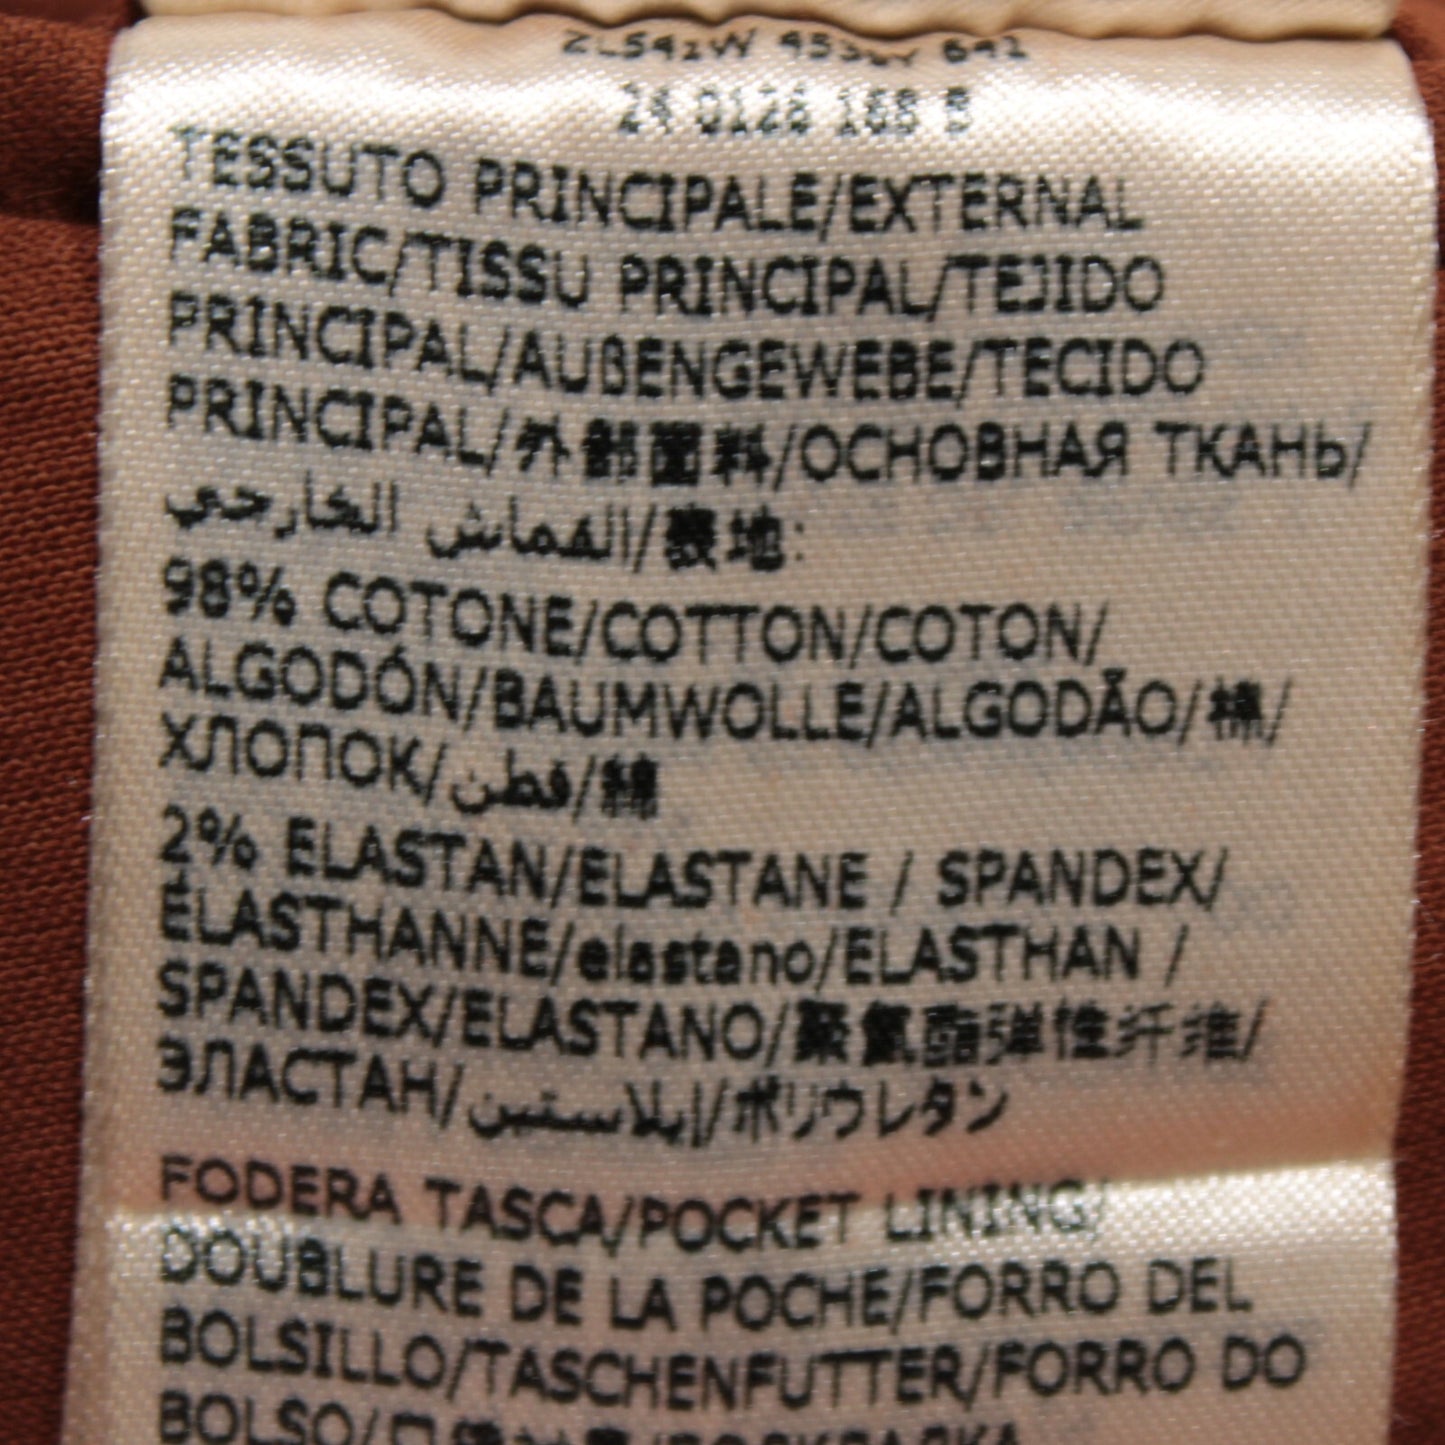 24 0128 168 B
TESSUTO PRINCIPALE/EXTERNAL
FABRIC/TISSU PRINCIPAL/TEJIDO
PRINCIPAL/AUßENGEWEBE/TECIDO
PRINCIPAL/外部面料/ОСНОВНАЯ ТКАНЬ/
القماش الخارجي/表地:
98% COTONE/COTTON/COTON/
ALGODÓN/BAUMWOLLE/ALGODÃO/棉/
ХЛОПОК/قطن/綿
2% ELASTAN/ELASTANE / SPANDEX/
ÉLASTHANNE/elastano/ELASTHAN /
SPANDEX/ELASTANO/聚氨酯弹性纤维/
ЭЛАСТАН/إيلاستين/ポリウレタン
FODERA TASCA/POCKET LINING/
DOUBLURE DE LA POCHE/FORRO DEL
BOLSILLO/TASCHENFUTTER/FORRO DO
BOLSO/